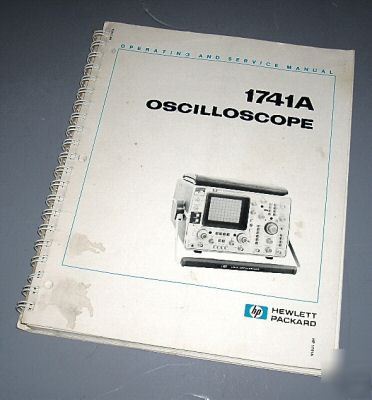 OPERATING AND SERVICE MANUAL
1741A
OSCILLOSCOPE
hp
HEWLETT
PACKARD